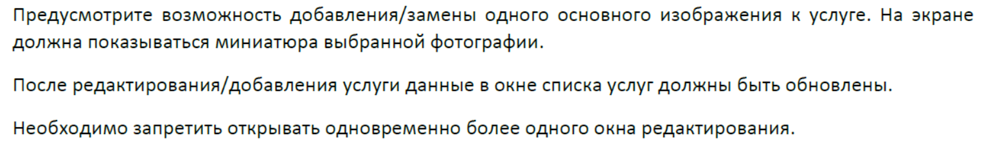 Предусмотрите возможность добавления/замены одного основного изображения к услуге. На экране
должна показываться миниатюра выбранной фотографии.
После редактирования/добавления услуги данные в окне списка услуг должны быть обновлены.
Необходимо запретить открывать одновременно более одного окна редактирования.